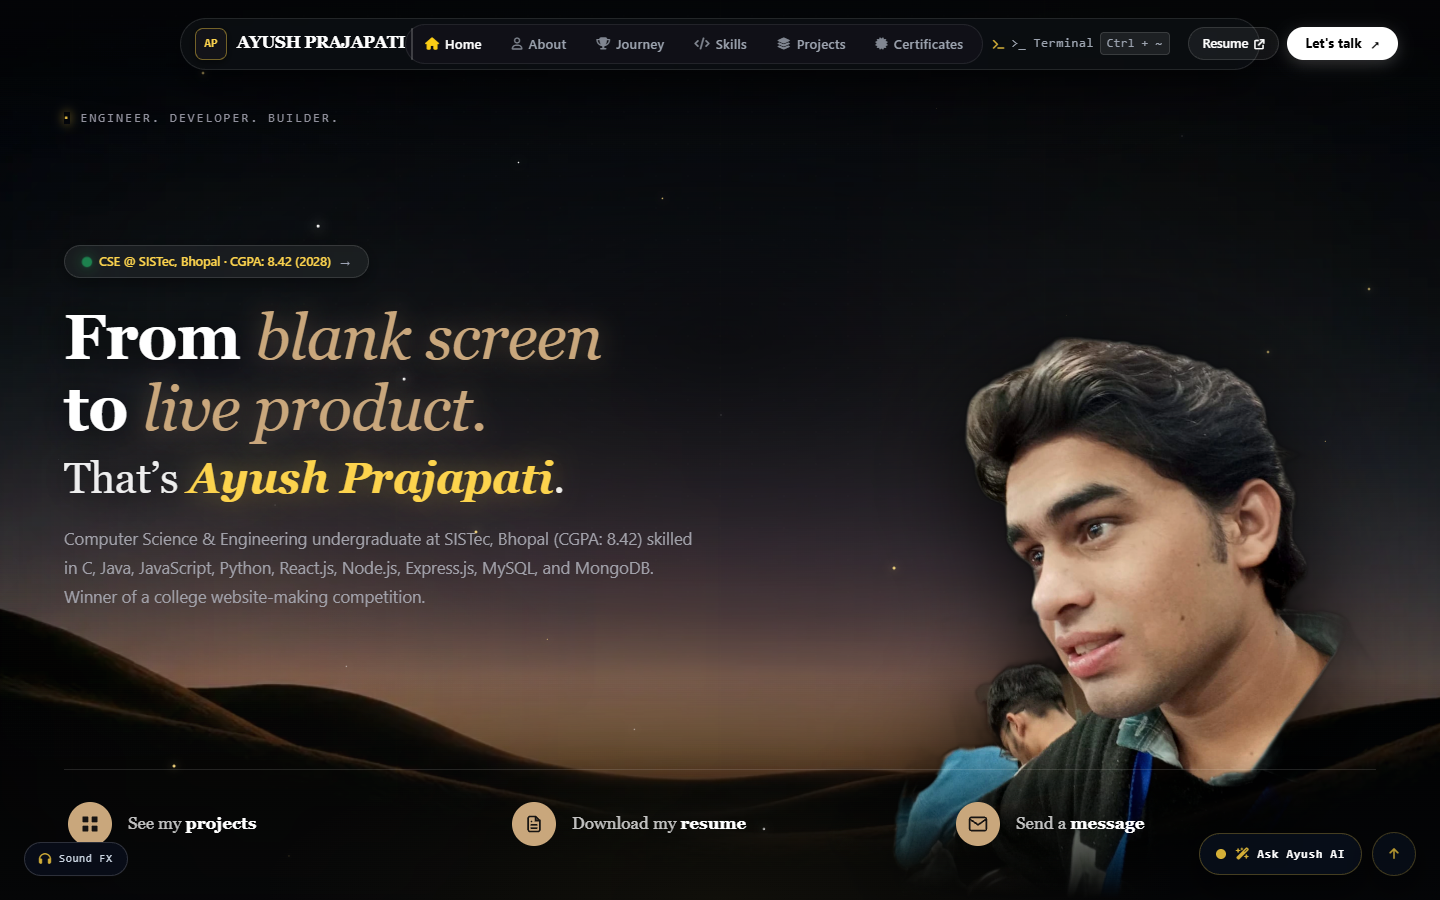 AP AYUSH PRAJAPATI Home About Journey Skills Projects Certificates >_ Terminal Ctrl + ~ Resume Let's talk ↗
ENGINEER. DEVELOPER. BUILDER.
CSE @ SISTec, Bhopal · CGPA: 8.42 (2028) →
From blank screen
to live product.
That’s Ayush Prajapati.
Computer Science & Engineering undergraduate at SISTec, Bhopal (CGPA: 8.42) skilled
in C, Java, JavaScript, Python, React.js, Node.js, Express.js, MySQL, and MongoDB.
Winner of a college website-making competition.
See my projects
Download my resume
Send a message
Sound FX
Ask Ayush AI